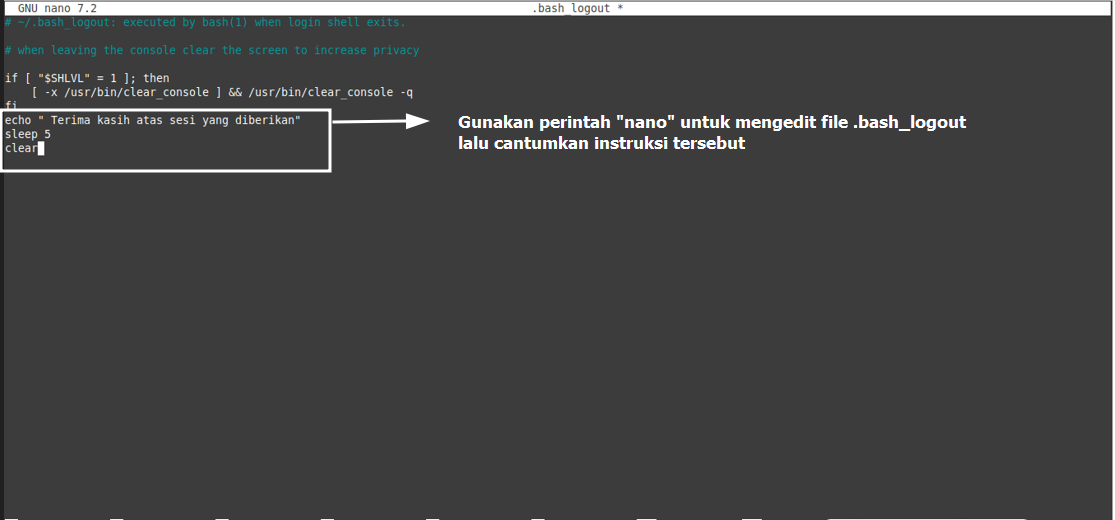 GNU nano 7.2 .bash_logout *
# ~/.bash_logout: executed by bash(1) when login shell exits.
# when leaving the console clear the screen to increase privacy
if [ "$SHLVL" = 1 ]; then
[ -x /usr/bin/clear_console ] && /usr/bin/clear_console -q
fi
echo " Terima kasih atas sesi yang diberikan"
sleep 5
clear
Gunakan perintah "nano" untuk mengedit file .bash_logout
lalu cantumkan instruksi tersebut